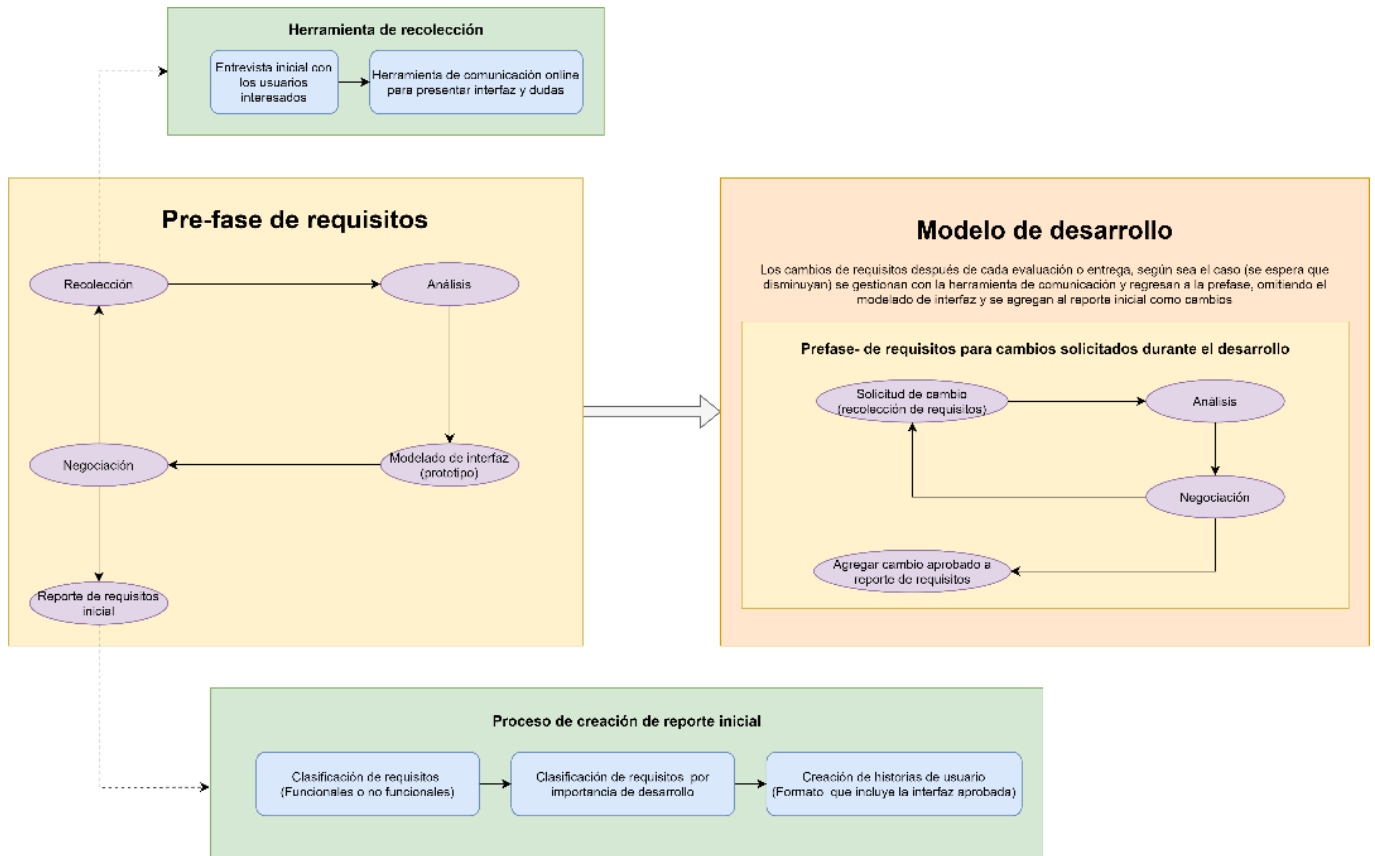 Herramienta de recolección
Entrevista inicial con
los usuarios
interesados
Herramienta de comunicación online
para presentar interfaz y dudas
Pre-fase de requisitos
Recolección
Análisis
Negociación
Modelado de interfaz
(prototipo)
Reporte de requisitos
inicial
Modelo de desarrollo
Los cambios de requisitos después de cada evaluación o entrega, según sea el caso (se espera que
disminuyan) se gestionan con la herramienta de comunicación y regresan a la prefase, omitiendo el
modelado de interfaz y se agregan al reporte inicial como cambios
Prefase- de requisitos para cambios solicitados durante el desarrollo
Solicitud de cambio
(recolección de requisitos)
Análisis
Negociación
Agregar cambio aprobado a
reporte de requisitos
Proceso de creación de reporte inicial
Clasificación de requisitos
(Funcionales o no funcionales)
Clasificación de requisitos por
importancia de desarrollo
Creación de historias de usuario
(Formato que incluye la interfaz aprobada)